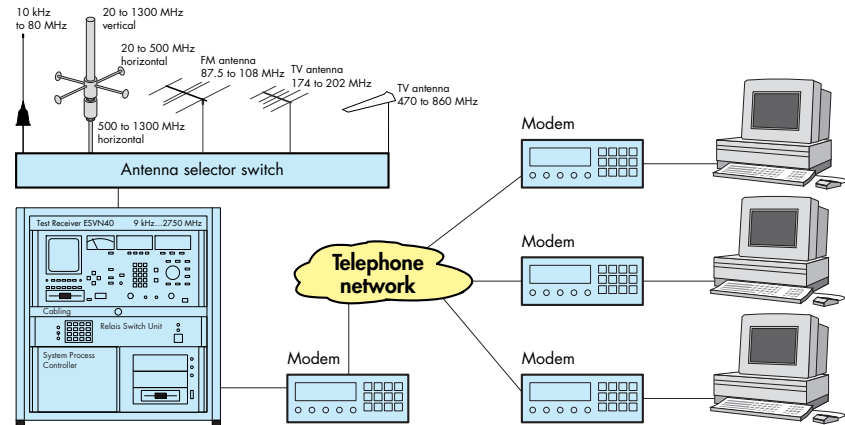 10 kHz
to 80 MHz
20 to 1300 MHz
vertical
20 to 500 MHz
horizontal
FM antenna
87.5 to 108 MHz
TV antenna
174 to 202 MHz
TV antenna
470 to 860 MHz
500 to 1300 MHz
horizontal
Antenna selector switch
Test Receiver ESVN40 9 kHz...2750 MHz
Cabling
Relais Switch Unit
System Process
Controller
Modem
Telephone
network
Modem
Modem
Modem